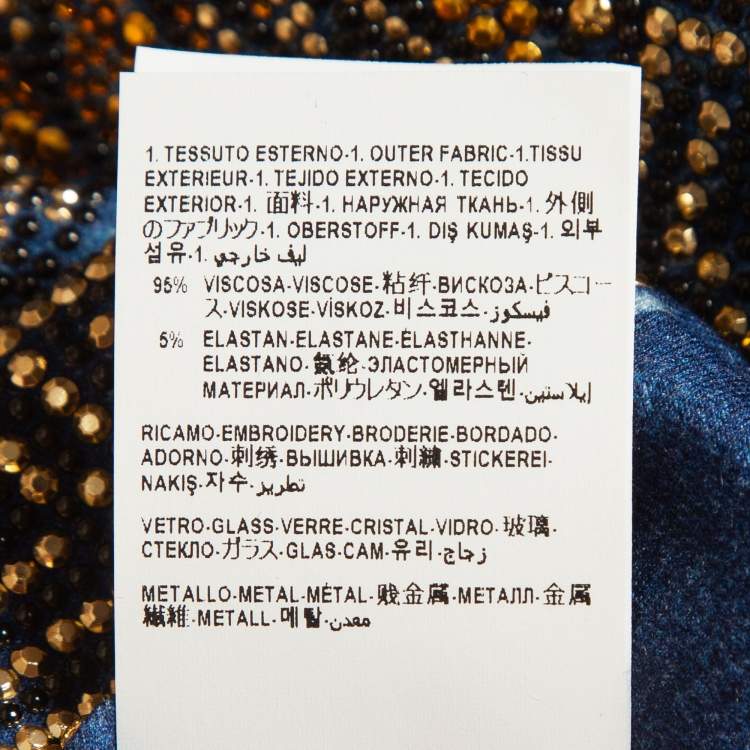 1. TESSUTO ESTERNO-1. OUTER FABRIC-1.TISSU
EXTERIEUR-1. TEJIDO EXTERNO-1. TECIDO
EXTERIOR-1. 面料-1. НАРУЖНАЯ ТКАНЬ-1. 外側
のファブリック-1. OBERSTOFF-1. DIŞ KUMAŞ-1. 외부
섬유-1. ليف خارجي
95% VISCOSA-VISCOSE-粘纤-ВИСКОЗА-ビスコー
ス-VISKOSE-VİSKOZ-비스코스-فيسكوز
5% ELASTAN-ELASTANE-ÉLASTHANNE-
ELASTANO-氨纶-ЭЛАСТОМЕРНЫЙ
МАТЕРИАЛ-ポリウレタン-엘라스텐-إيلاستين
RICAMO-EMBROIDERY-BRODERIE-BORDADO-
ADORNO-刺绣-ВЫШИВКА-刺繍-STICKEREI-
NAKIŞ-자수-تطريز
VETRO-GLASS-VERRE-CRISTAL-VIDRO-玻璃-
СТЕКЛО-ガラス-GLAS-CAM-유리-زجاج
METALLO-METAL-MÉTAL-贱金属-МЕТАЛЛ-金属
繊維-METALL-메탈-معدن